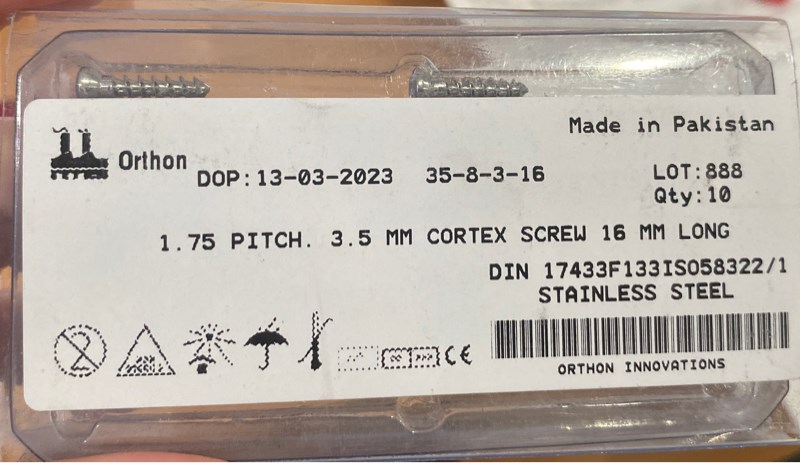 Made in Pakistan
Orthon
DOP:13-03-2023 35-8-3-16 LOT:888
Qty:10
1.75 PITCH. 3.5 MM CORTEX SCREW 16 MM LONG
DIN 17433F133ISO58322/1
STAINLESS STEEL
2
CE
ORTHON INNOVATIONS